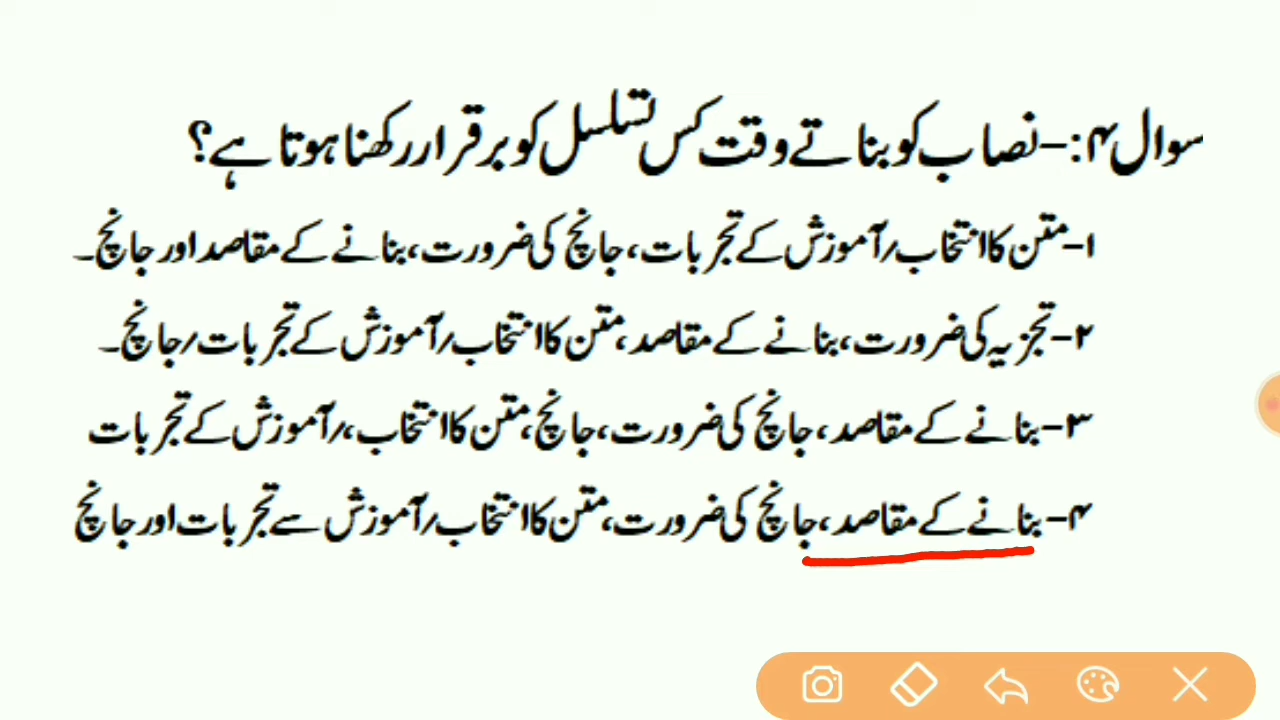 سوال ۴:- نصاب کو بناتے وقت کس تسلسل کو برقرار رکھنا ہوتا ہے؟
۱- متن کا انتخاب/آموزش کے تجربات، جانچ کی ضرورت، بنانے کے مقاصد اور جانچ۔
۲- تجزیہ کی ضرورت، بنانے کے مقاصد، متن کا انتخاب/آموزش کے تجربات/جانچ۔
۳- بنانے کے مقاصد، جانچ کی ضرورت، جانچ، متن کا انتخاب،/آموزش کے تجربات
۴- بنانے کے مقاصد، جانچ کی ضرورت، متن کا انتخاب/آموزش سے تجربات اور جانچ